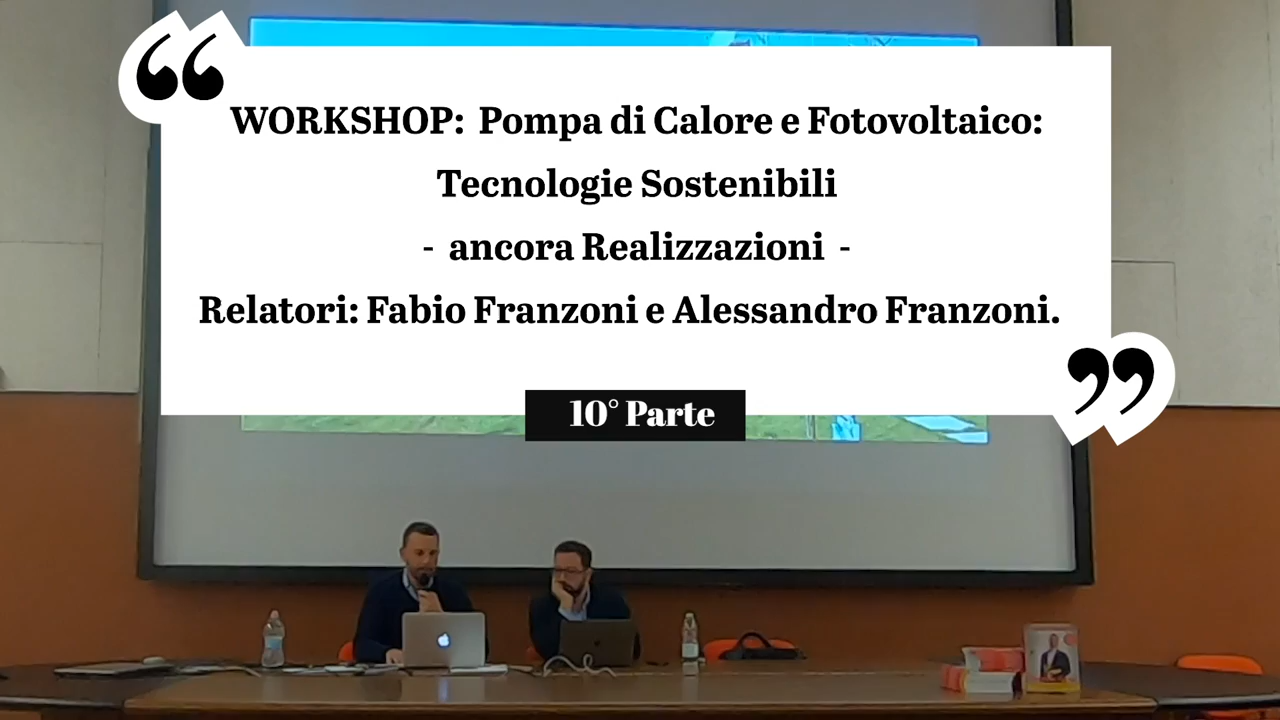 WORKSHOP: Pompa di Calore e Fotovoltaico:
Tecnologie Sostenibili
- ancora Realizzazioni -
Relatori: Fabio Franzoni e Alessandro Franzoni.
10° Parte